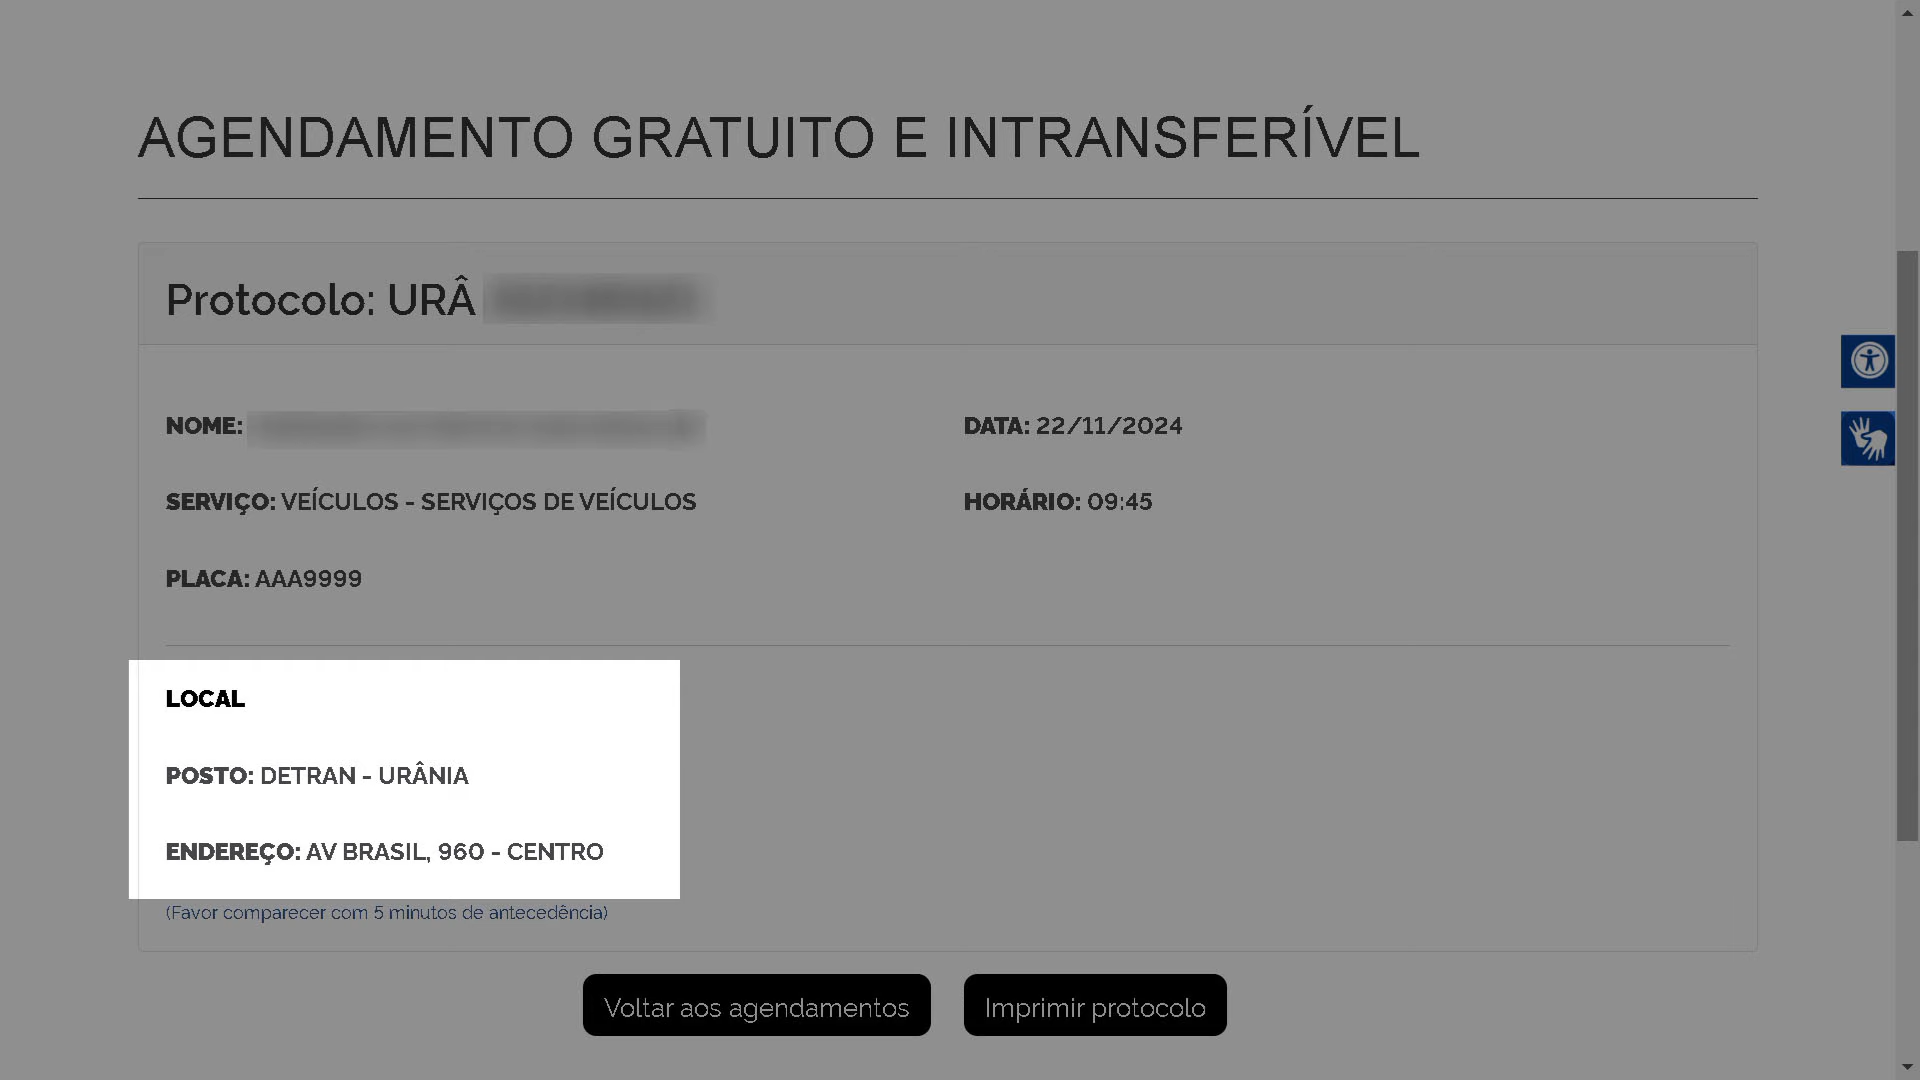 AGENDAMENTO GRATUITO E INTRANSFERÍVEL
Protocolo: URÂ
NOME:
DATA: 22/11/2024
SERVIÇO: VEÍCULOS - SERVIÇOS DE VEÍCULOS
HORÁRIO: 09:45
PLACA: AAA9999
LOCAL
POSTO: DETRAN - URÂNIA
ENDEREÇO: AV BRASIL, 960 - CENTRO
(Favor comparecer com 5 minutos de antecedência)
Voltar aos agendamentos
Imprimir protocolo